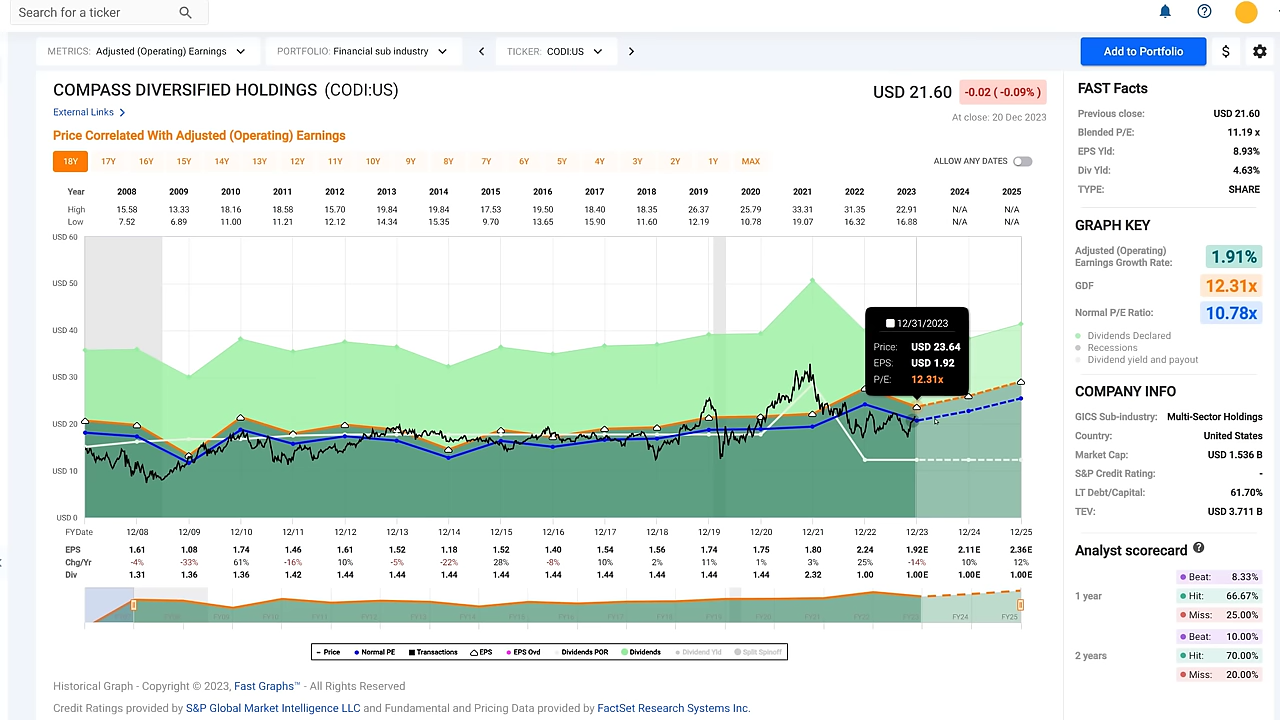 Search for a ticker
METRICS: Adjusted (Operating) Earnings
PORTFOLIO: Financial sub industry
TICKER: CODI:US
Add to Portfolio
$
COMPASS DIVERSIFIED HOLDINGS (CODI:US)
USD 21.60 -0.02 ( -0.09% )
External Links
At close: 20 Dec 2023
Price Correlated With Adjusted (Operating) Earnings
18Y 17Y 16Y 15Y 14Y 13Y 12Y 11Y 10Y 9Y 8Y 7Y 6Y 5Y 4Y 3Y 2Y 1Y MAX
ALLOW ANY DATES
Year 2008 2009 2010 2011 2012 2013 2014 2015 2016 2017 2018 2019 2020 2021 2022 2023 2024 2025
High 15.58 13.33 18.16 18.58 15.70 19.84 19.84 17.53 19.50 18.40 18.35 26.37 25.79 33.31 31.35 22.91 N/A N/A
Low 7.52 6.89 11.00 11.21 12.12 12.24 15.35 9.70 13.65 15.90 11.60 12.19 10.78 19.07 16.32 16.88 N/A N/A
USD 60
USD 50
USD 40
USD 30
USD 20
USD 10
USD 0
12/31/2023
Price: USD 23.64
EPS: USD 1.92
P/E: 12.31x
FYDate 12/08 12/09 12/10 12/11 12/12 12/13 12/14 12/15 12/16 12/17 12/18 12/19 12/20 12/21 12/22 12/23 12/24 12/25
EPS 1.61 1.08 1.74 1.46 1.61 1.52 1.18 1.52 1.40 1.54 1.56 1.74 1.75 1.80 2.24 1.92E 2.11E 2.36E
Chg/Yr -4% -33% 61% -16% 10% -5% -22% 28% -8% 10% 2% 11% 1% 3% 25% -14% 10% 12%
Div 1.31 1.36 1.36 1.42 1.44 1.44 1.44 1.44 1.44 1.44 1.44 1.44 1.44 2.32 1.00 1.00E 1.00E 1.00E
FY24 FY25
Price Normal PE Transactions EPS EPS Ovrd Dividends POR Dividends Dividend Yld Split Spinoff
Historical Graph - Copyright © 2023, Fast Graphs™ - All Rights Reserved
Credit Ratings provided by S&P Global Market Intelligence LLC and Fundamental and Pricing Data provided by FactSet Research Systems Inc.
FAST Facts
Previous close: USD 21.60
Blended P/E: 11.19 x
EPS Yld: 8.93%
Div Yld: 4.63%
TYPE: SHARE
GRAPH KEY
Adjusted (Operating)
Earnings Growth Rate: 1.91%
GDF 12.31x
Normal P/E Ratio: 10.78x
Dividends Declared
Recessions
Dividend yield and payout
COMPANY INFO
GICS Sub-industry: Multi-Sector Holdings
Country: United States
Market Cap: USD 1.536 B
S&P Credit Rating: -
LT Debt/Capital: 61.70%
TEV: USD 3.711 B
Analyst scorecard
1 year
Beat: 8.33%
Hit: 66.67%
Miss: 25.00%
2 years
Beat: 10.00%
Hit: 70.00%
Miss: 20.00%